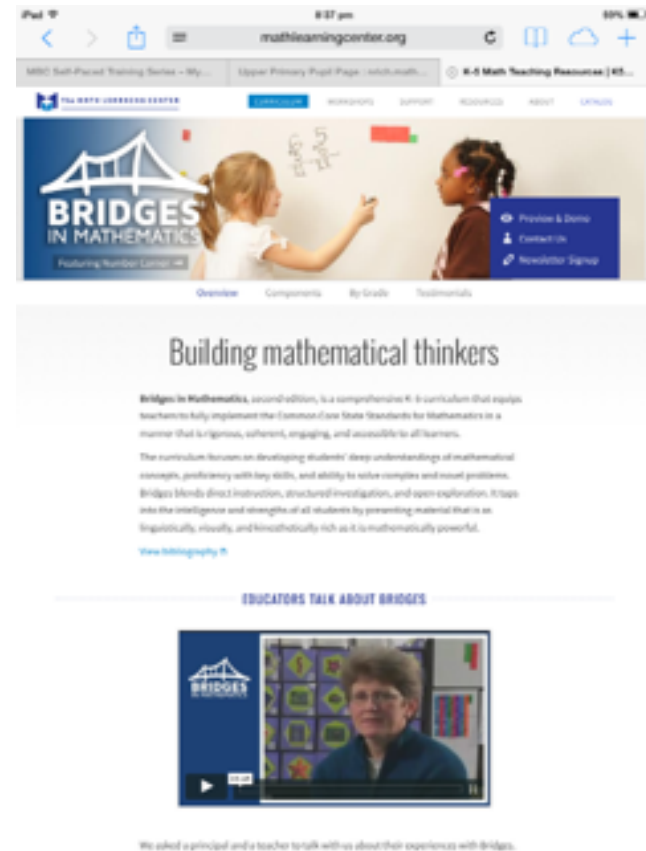 iPad
8:57 pm
mathlearningcenter.org
MBC Self-Paced Training Series – My...
Upper Primary Pupil Page : nrich.math...
K-5 Math Teaching Resources | K5...
THE MATH LEARNING CENTER
CURRICULUM
WORKSHOPS
SUPPORT
RESOURCES
ABOUT
CATALOG
BRIDGES
IN MATHEMATICS
Featuring Number Corner
Preview & Demo
Contact Us
Newsletter Signup
Overview
Components
By Grade
Testimonials
Building mathematical thinkers
Bridges in Mathematics, second edition, is a comprehensive K–5 curriculum that equips
teachers to fully implement the Common Core State Standards for Mathematics in a
manner that is rigorous, coherent, engaging, and accessible to all learners.
The curriculum focuses on developing students' deep understandings of mathematical
concepts, proficiency with key skills, and ability to solve complex and novel problems.
Bridges blends direct instruction, structured investigation, and open exploration. It taps
into the intelligence and strengths of all students by presenting material that is as
linguistically, visually, and kinesthetically rich as it is mathematically powerful.
View bibliography
EDUCATORS TALK ABOUT BRIDGES
BRIDGES
IN MATHEMATICS
We asked a principal and a teacher to talk with us about their experiences with Bridges.